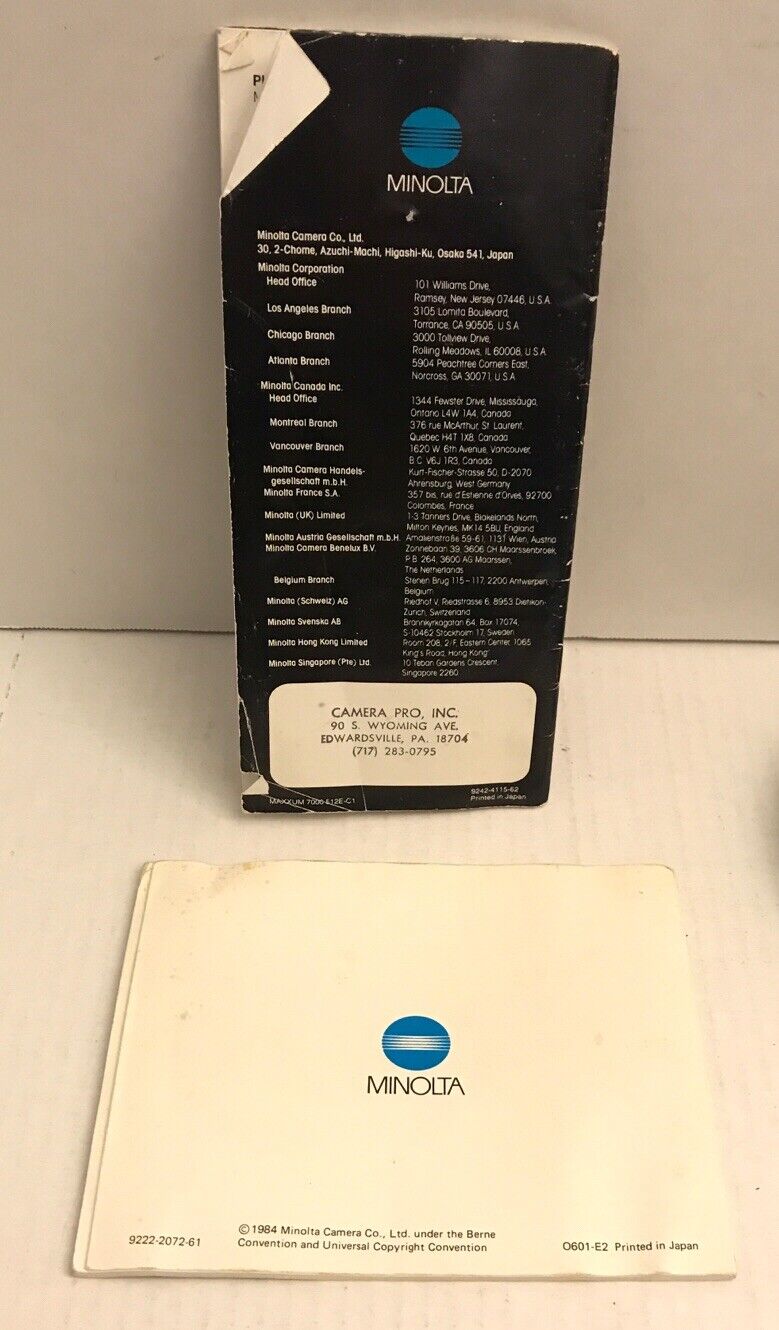 MINOLTA
Minolta Camera Co., Ltd.
30, 2-Chome, Azuchi-Machi, Higashi-Ku, Osaka 541, Japan
Minolta Corporation
Head Office 101 Williams Drive,
Ramsey, New Jersey 07446, U.S.A.
Los Angeles Branch 3105 Lomita Boulevard,
Torrance, CA 90505, U.S.A.
Chicago Branch 3000 Tollview Drive,
Rolling Meadows, IL 60008, U.S.A.
Atlanta Branch 5904 Peachtree Corners East,
Norcross, GA 30071, U.S.A.
Minolta Canada Inc.
Head Office 1344 Fewster Drive, Mississauga,
Ontario L4W 1A4, Canada
Montreal Branch 376 rue McArthur, St. Laurent,
Quebec H4T 1X8, Canada
Vancouver Branch 1620 W. 6th Avenue, Vancouver,
B.C. V6J 1R3, Canada
Minolta Camera Handels- Kurt-Fischer-Strasse 50, D-2070
gesellschaft m.b.H. Ahrensburg, West Germany
Minolta France S.A. 357 bis, rue d'Estienne d'Orves, 92700
Colombes, France
Minolta (UK) Limited 1-3 Tanners Drive, Blakelands North,
Milton Keynes, MK14 5BU, England
Minolta Austria Gesellschaft m.b.H. Amalienstraße 59-61, 1131 Wien, Austria
Minolta Camera Benelux B.V. Zonnebaan 39, 3606 CH Maarssenbroek,
P.B. 264, 3600 AG Maarssen,
The Netherlands
Belgium Branch Stenen Brug 115-117, 2200 Antwerpen,
Belgium
Minolta (Schweiz) AG Riedhof V, Riedstrasse 6, 8953 Dietikon-
Zurich, Switzerland
Minolta Svenska AB Brannkyrkagatan 64, Box 17074,
S-10462 Stockholm 17, Sweden
Minolta Hong Kong Limited Room 208, 2/F, Eastern Center, 1065
King's Road, Hong Kong
Minolta Singapore (Pte) Ltd. 10 Teban Gardens Crescent,
Singapore 2260
CAMERA PRO, INC.
90 S. WYOMING AVE.
EDWARDSVILLE, PA. 18704
(717) 283-0795
MAXXUM 7000 512E-C1
9242-4115-62
Printed in Japan
MINOLTA
9222-2072-61
©1984 Minolta Camera Co., Ltd. under the Berne
Convention and Universal Copyright Convention
O601-E2 Printed in Japan